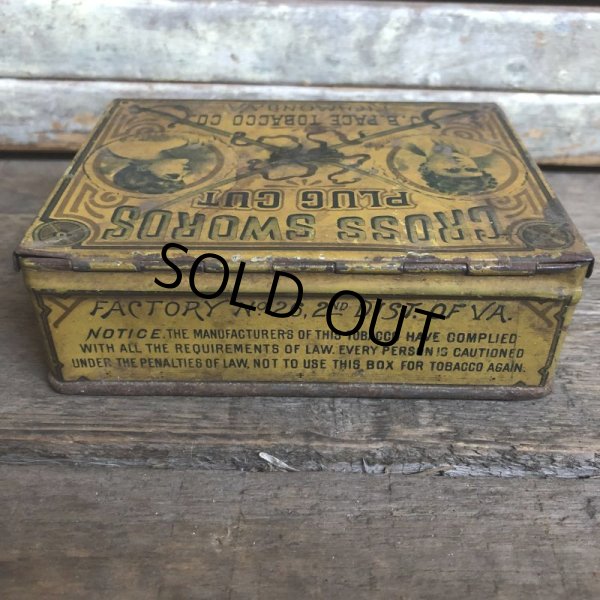 CROSS SWORDS
PLUG CUT
J.B. PACE TOBACCO CO.
RICHMOND, VA.
FACTORY No. 26, 2ND DIST. OF VA.
NOTICE. THE MANUFACTURERS OF THIS TOBACCO HAVE COMPLIED
WITH ALL THE REQUIREMENTS OF LAW. EVERY PERSON IS CAUTIONED
UNDER THE PENALTIES OF LAW, NOT TO USE THIS BOX FOR TOBACCO AGAIN.
SOLD OUT